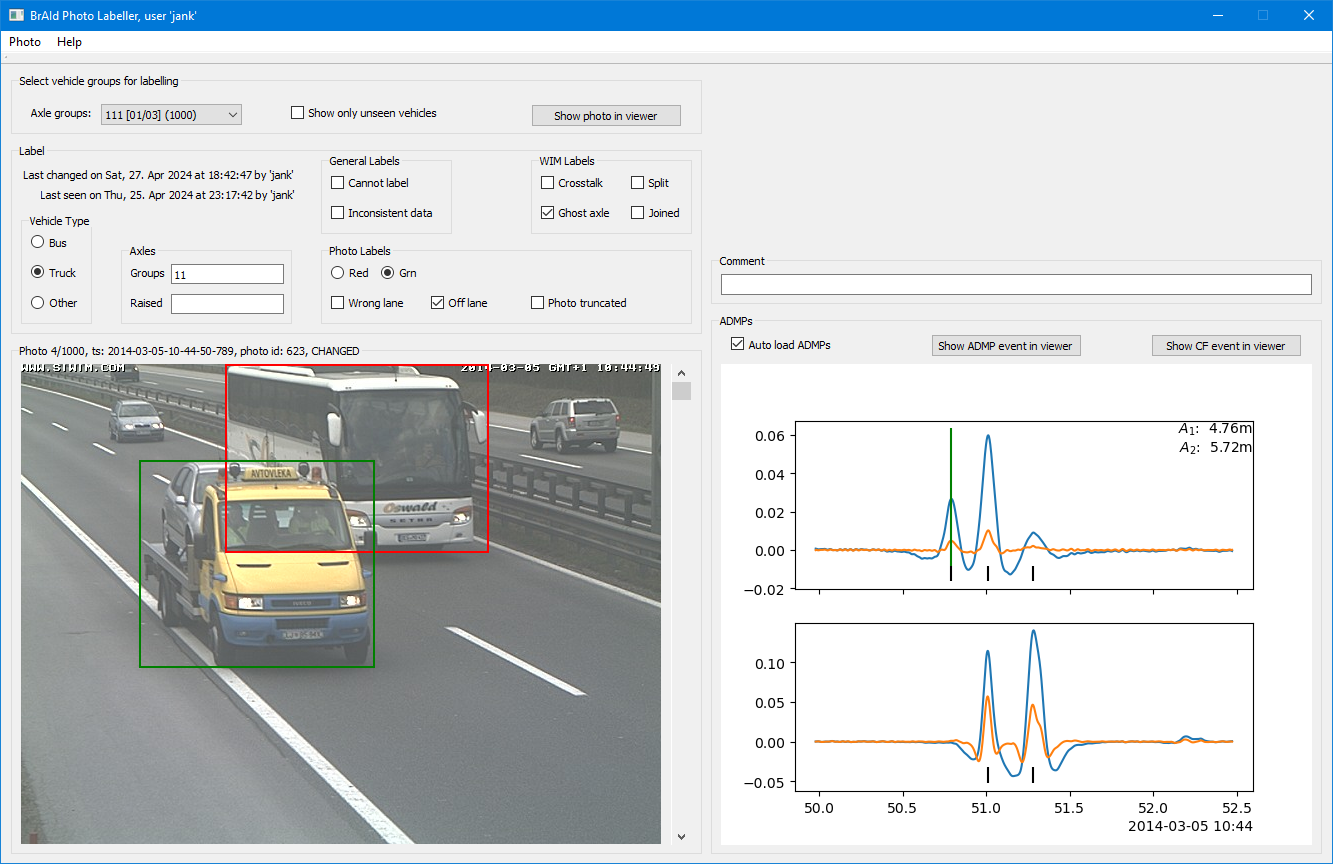 BrAId Photo Labeller, user 'jank'
Photo Help
Select vehicle groups for labelling
Axle groups: 111 [01/03] (1000) Show only unseen vehicles Show photo in viewer
Label
Last changed on Sat, 27. Apr 2024 at 18:42:47 by 'jank'
Last seen on Thu, 25. Apr 2024 at 23:17:42 by 'jank'
General Labels
Cannot label
Inconsistent data
WIM Labels
Crosstalk Split
Ghost axle Joined
Vehicle Type
Bus
Truck
Other
Axles
Groups 11
Raised
Photo Labels
Red Grn
Wrong lane Off lane Photo truncated
Comment
Photo 4/1000, ts: 2014-03-05-10-44-50-789, photo id: 623, CHANGED
WWW.STWIM.COM 2014-03-05 GMT+1 10:44:49
AVTOVLEKA
Oswald
SETRA
IVECO
ADMPs
Auto load ADMPs Show ADMP event in viewer Show CF event in viewer
A1: 4.76m
A2: 5.72m
0.06
0.04
0.02
0.00
−0.02
0.10
0.05
0.00
−0.05
50.0 50.5 51.0 51.5 52.0 52.5
2014-03-05 10:44